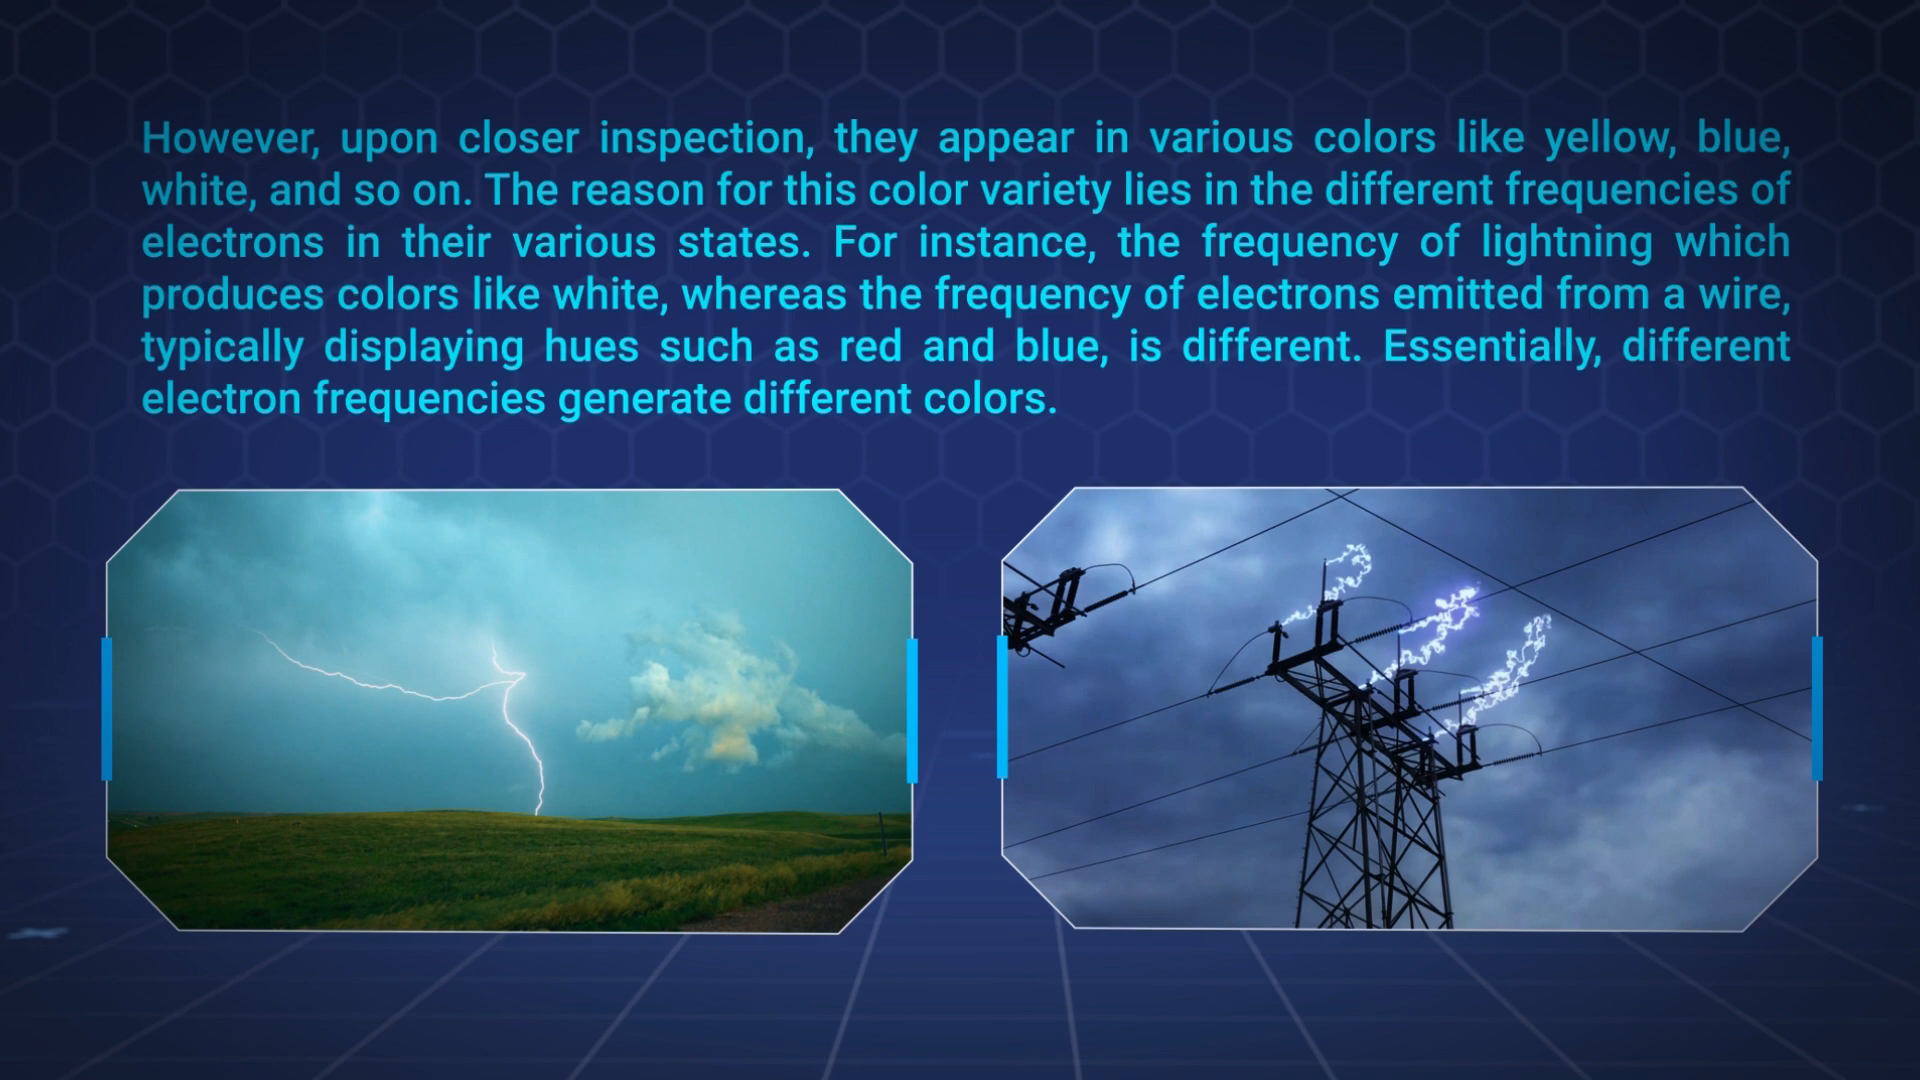 However, upon closer inspection, they appear in various colors like yellow, blue,
white, and so on. The reason for this color variety lies in the different frequencies of
electrons in their various states. For instance, the frequency of lightning which
produces colors like white, whereas the frequency of electrons emitted from a wire,
typically displaying hues such as red and blue, is different. Essentially, different
electron frequencies generate different colors.